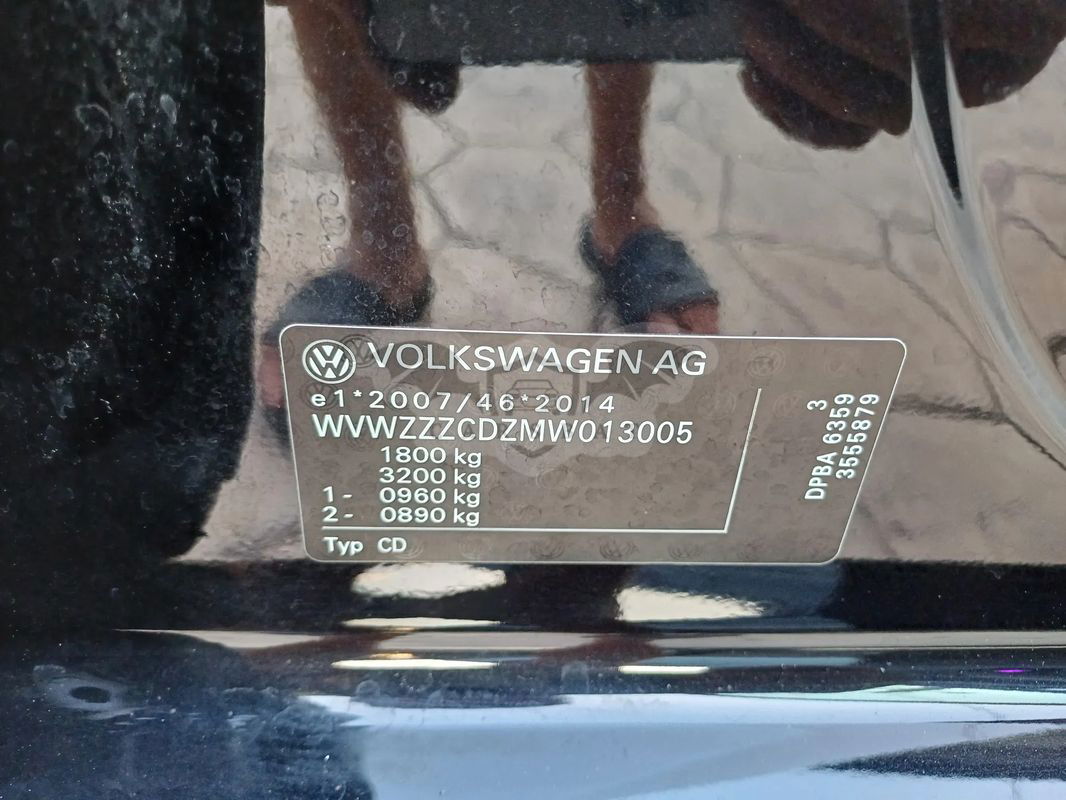 VOLKSWAGEN AG
e1*2007/46*2014
WVWZZZCDZMW013005
1800 kg
3200 kg
1- 0960 kg
2- 0890 kg
Typ CD
3
DPBA 6359
3555879